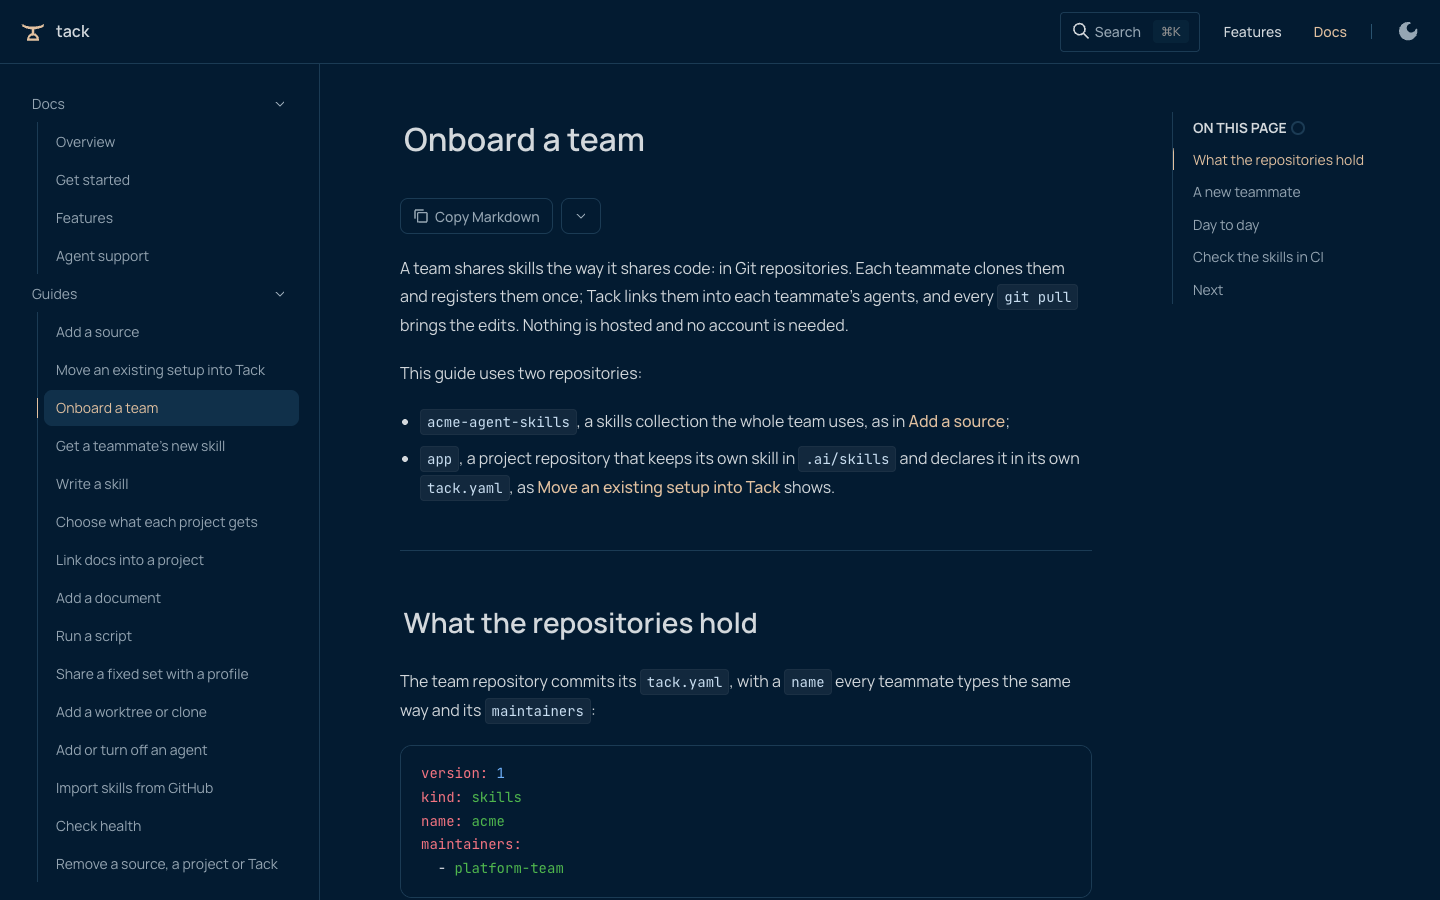 tack
Search ⌘K
Features
Docs
Docs
Overview
Get started
Features
Agent support
Guides
Add a source
Move an existing setup into Tack
Onboard a team
Get a teammate's new skill
Write a skill
Choose what each project gets
Link docs into a project
Add a document
Run a script
Share a fixed set with a profile
Add a worktree or clone
Add or turn off an agent
Import skills from GitHub
Check health
Remove a source, a project or Tack
Onboard a team
Copy Markdown
A team shares skills the way it shares code: in Git repositories. Each teammate clones them
and registers them once; Tack links them into each teammate's agents, and every git pull
brings the edits. Nothing is hosted and no account is needed.
This guide uses two repositories:
• acme-agent-skills, a skills collection the whole team uses, as in Add a source;
• app, a project repository that keeps its own skill in .ai/skills and declares it in its own
tack.yaml, as Move an existing setup into Tack shows.
What the repositories hold
The team repository commits its tack.yaml, with a name every teammate types the same
way and its maintainers:
version: 1
kind: skills
name: acme
maintainers:
  - platform-team
ON THIS PAGE
What the repositories hold
A new teammate
Day to day
Check the skills in CI
Next